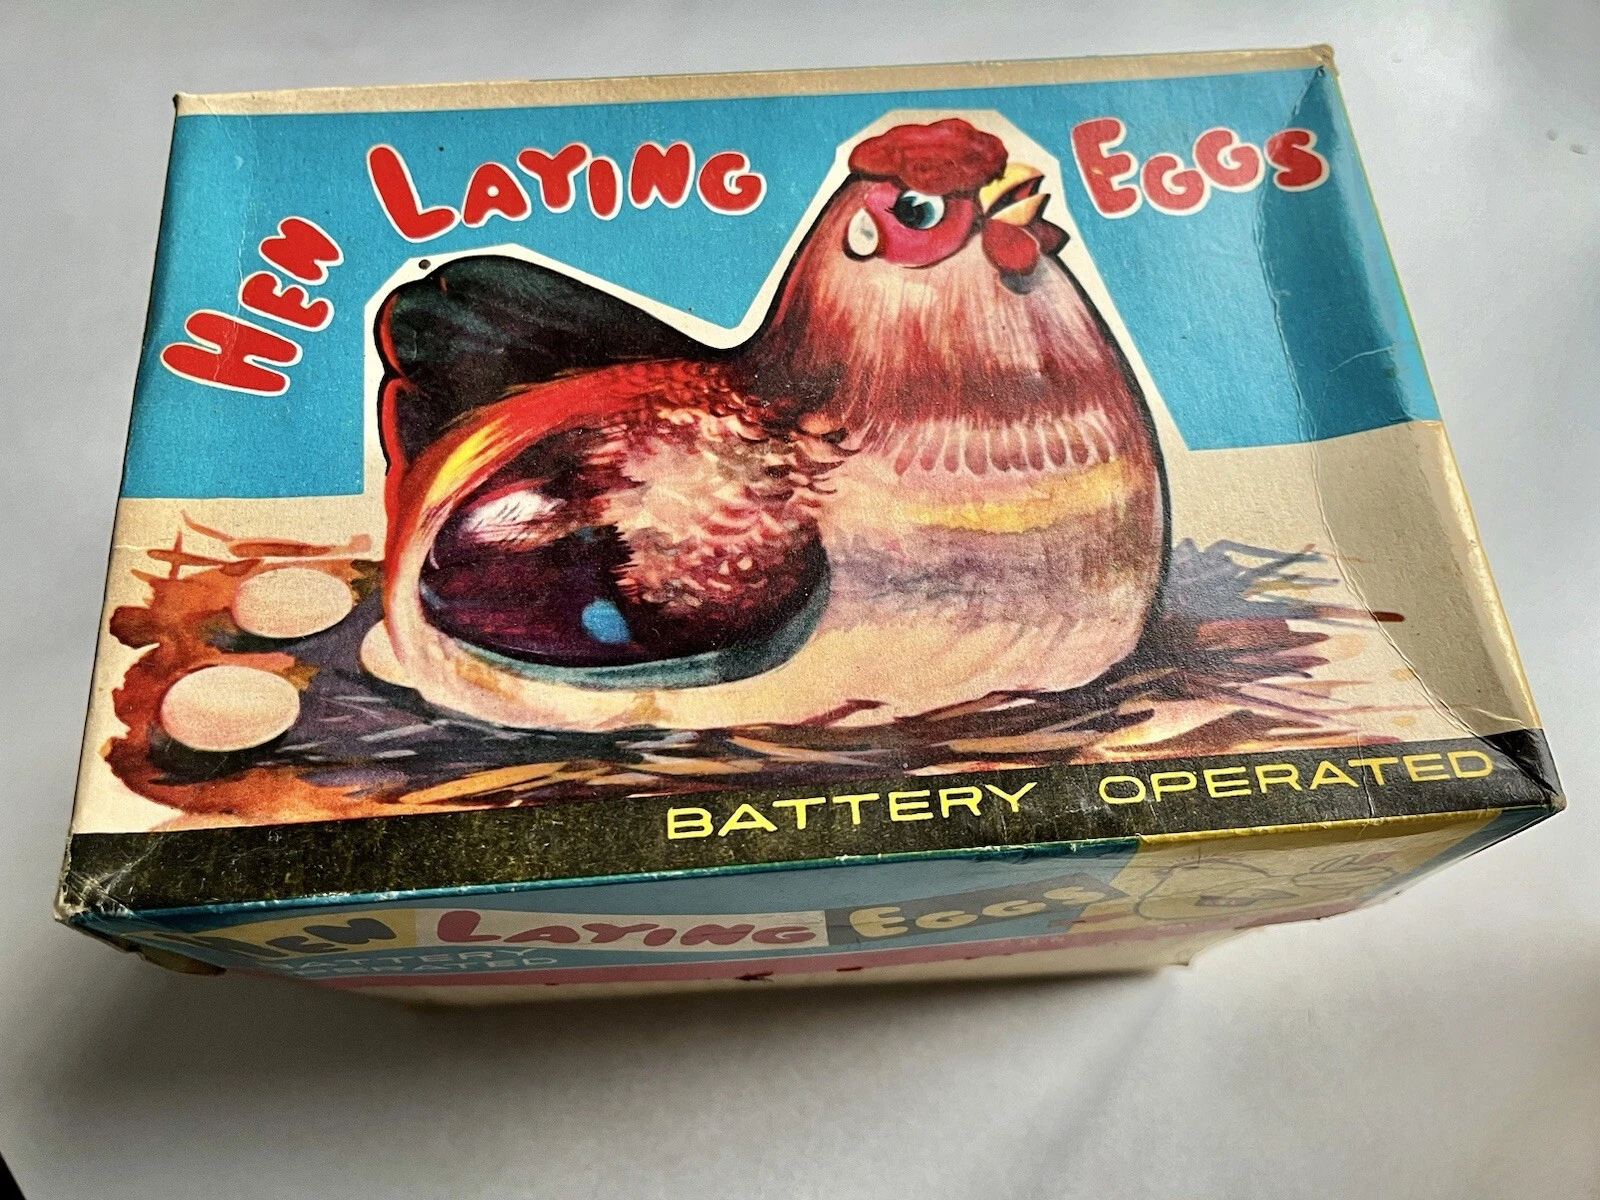 HEN LAYING EGGS
BATTERY OPERATED
HEN LAYING EGGS
BATTERY
OPERATED